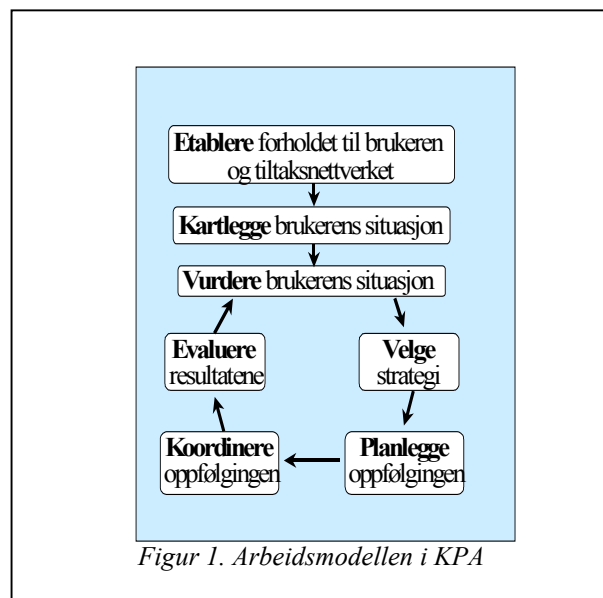 Etablere forholdet til brukeren
og tiltaksnettverket
Kartlegge brukerens situasjon
Vurdere brukerens situasjon
Evaluere
resultatene
Velge
strategi
Koordinere
oppfølgingen
Planlegge
oppfølgingen
Figur 1. Arbeidsmodellen i KPA